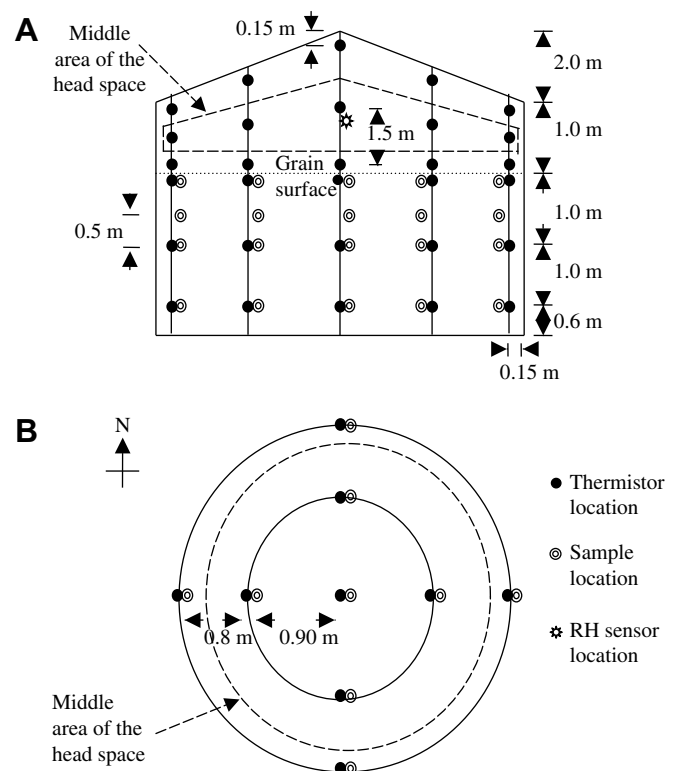 A
0.15 m
Middle
area of the
head space
2.0 m
1.0 m
1.5 m
Grain
surface
1.0 m
0.5 m
1.0 m
0.6 m
0.15 m
B
N
Thermistor
location
Sample
location
RH sensor
location
0.8 m
0.90 m
Middle
area of the
head space